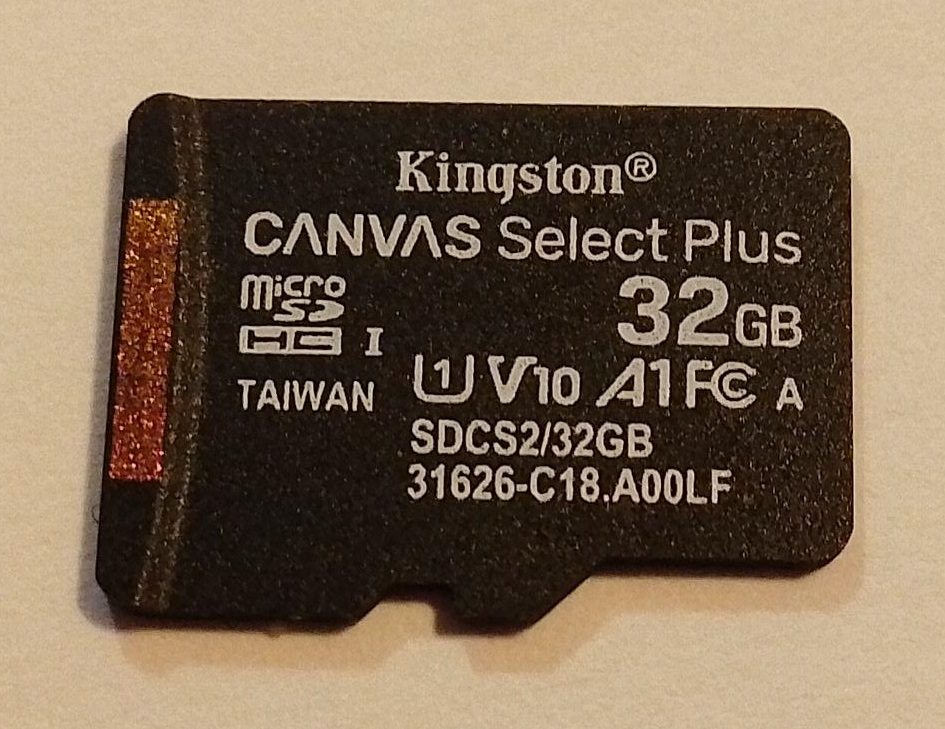 Kingston®
CANVAS Select Plus
micro SD HC I
32GB
TAIWAN
U1 V10 A1 FC A
SDCS2/32GB
31626-C18.A00LF